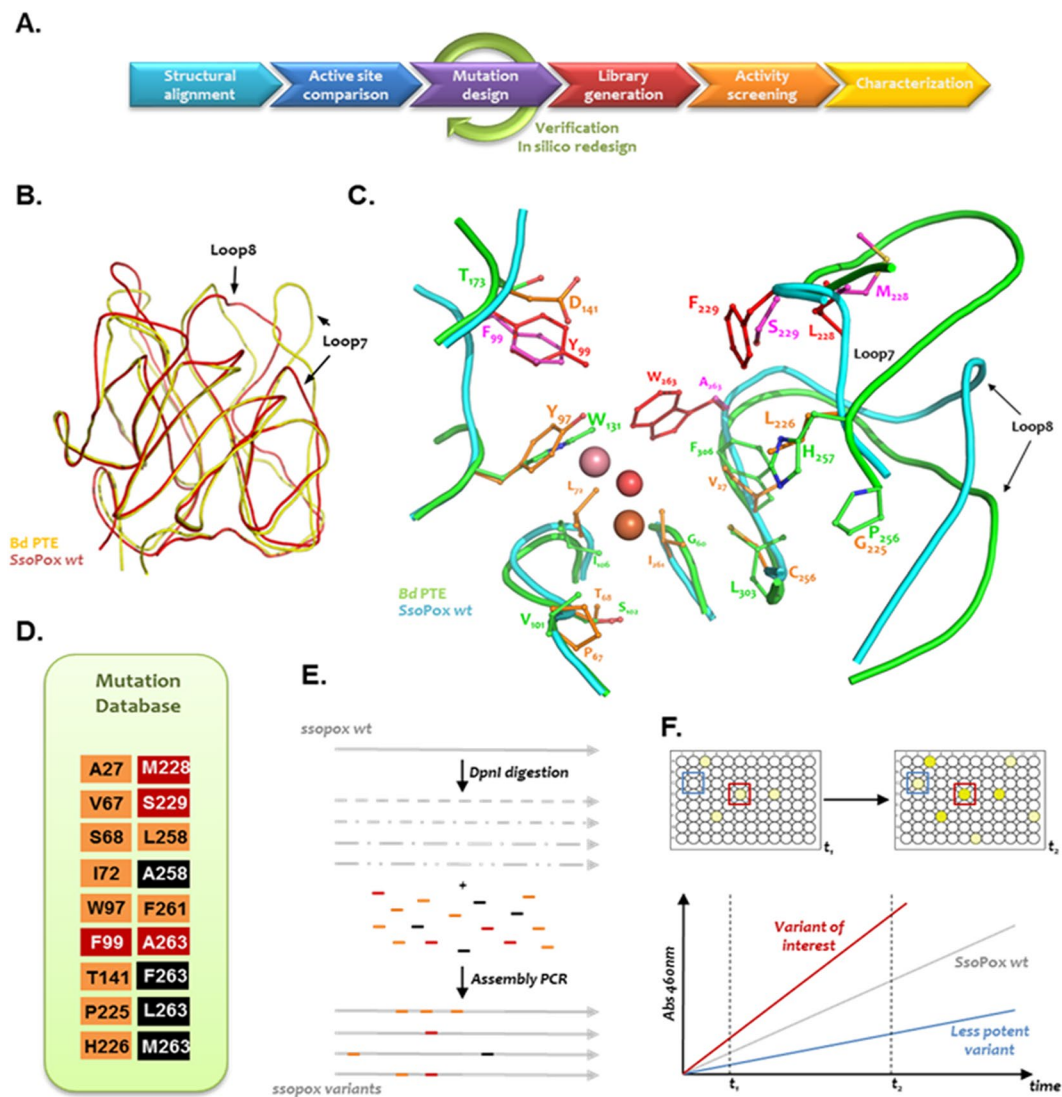 A.
Structural
alignment
Active site
comparison
Mutation
design
Library
generation
Activity
screening
Characterization
Verification
In silico redesign
B.
Loop8
Loop7
Bd PTE
SsoPox wt
C.
T173
D141
F99
Y99
F229
S229
L228
M228
Loop7
W263
A263
Y97
W131
L226
F306
H257
V27
Loop8
L72
I106
G60
I261
P256
G225
C256
L303
Bd PTE
SsoPox wt
T68
S102
V101
P67
D.
Mutation
Database
A27 M228
V67 S229
S68 L258
I72 A258
W97 F261
F99 A263
T141 F263
P225 L263
H226 M263
E.
ssopox wt
DpnI digestion
+
Assembly PCR
ssopox variants
F.
t1
t2
Abs 460nm
Variant of
interest
SsoPox wt
Less potent
variant
t1
t2
time